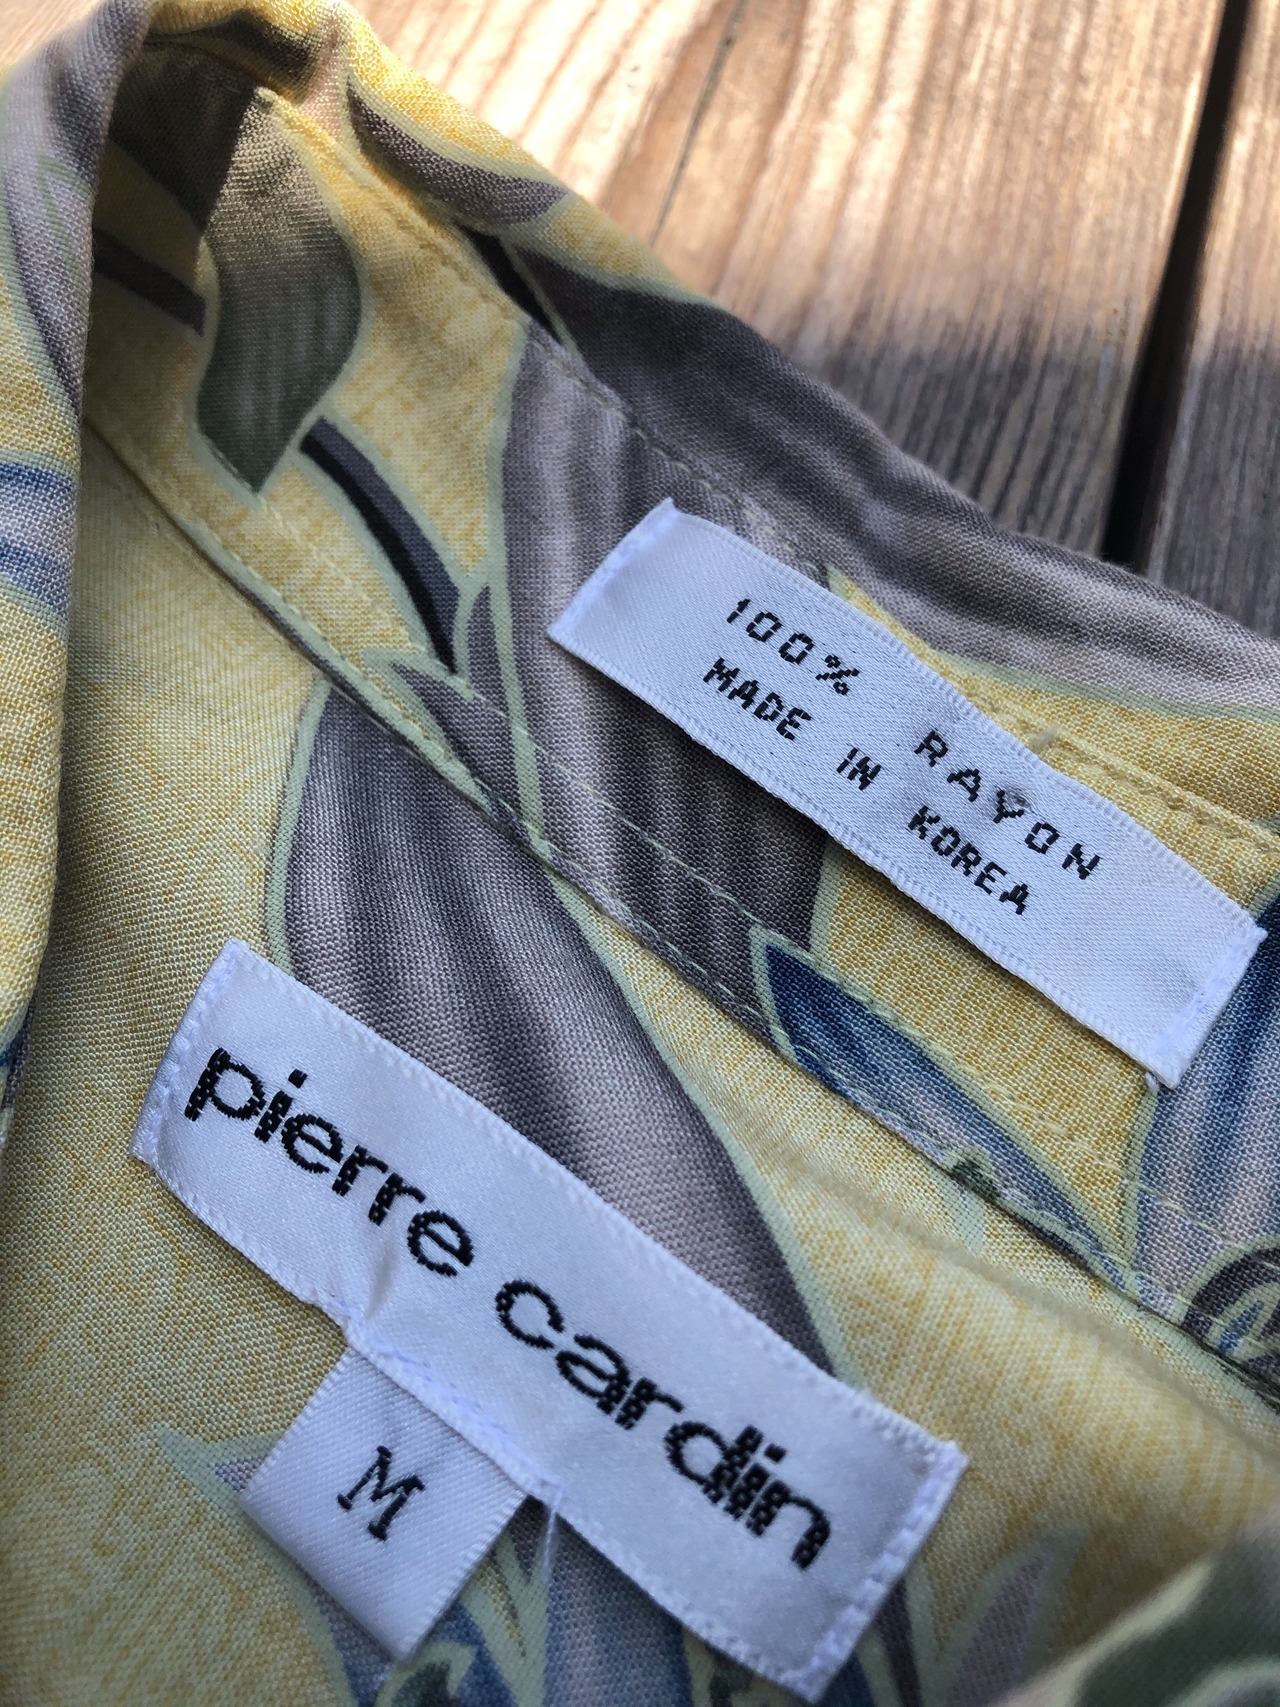 100% RAYON
MADE IN KOREA
pierre cardin
M